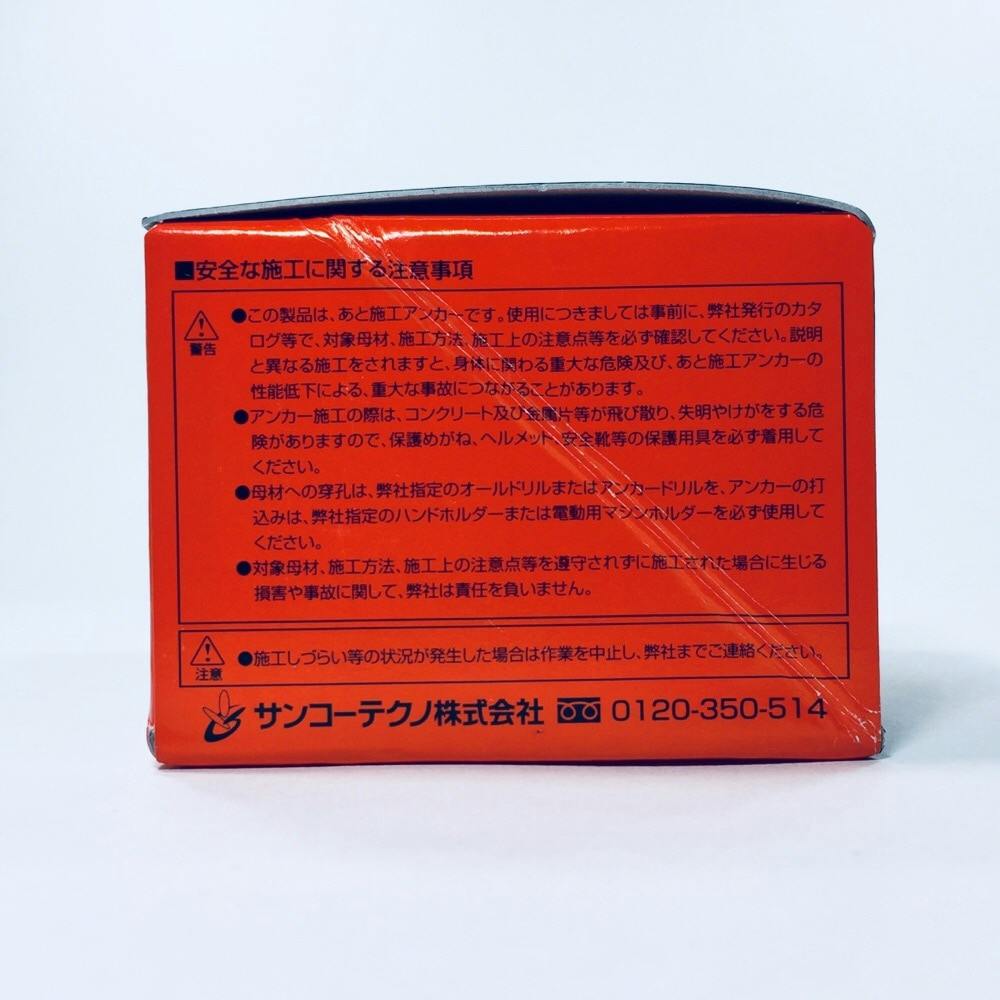 ■安全な施工に関する注意事項
警告
●この製品は、あと施工アンカーです。使用につきましては事前に、弊社発行のカタ
ログ等で、対象母材、施工方法、施工上の注意点等を必ず確認してください。説明
と異なる施工をされますと、身体に関わる重大な危険及び、あと施工アンカーの
性能低下による、重大な事故につながることがあります。
●アンカー施工の際は、コンクリート及び金属片等が飛び散り、失明やけがをする危
険がありますので、保護めがね、ヘルメット、安全靴等の保護用具を必ず着用して
ください。
●母材への穿孔は、弊社指定のオールドリルまたはアンカードリルを、アンカーの打
込みは、弊社指定のハンドホルダーまたは電動用マシンホルダーを必ず使用して
ください。
●対象母材、施工方法、施工上の注意点等を遵守されずに施工された場合に生じる
損害や事故に関して、弊社は責任を負いません。
注意
●施工しづらい等の状況が発生した場合は作業を中止し、弊社までご連絡ください。
サンコーテクノ株式会社 0120-350-514